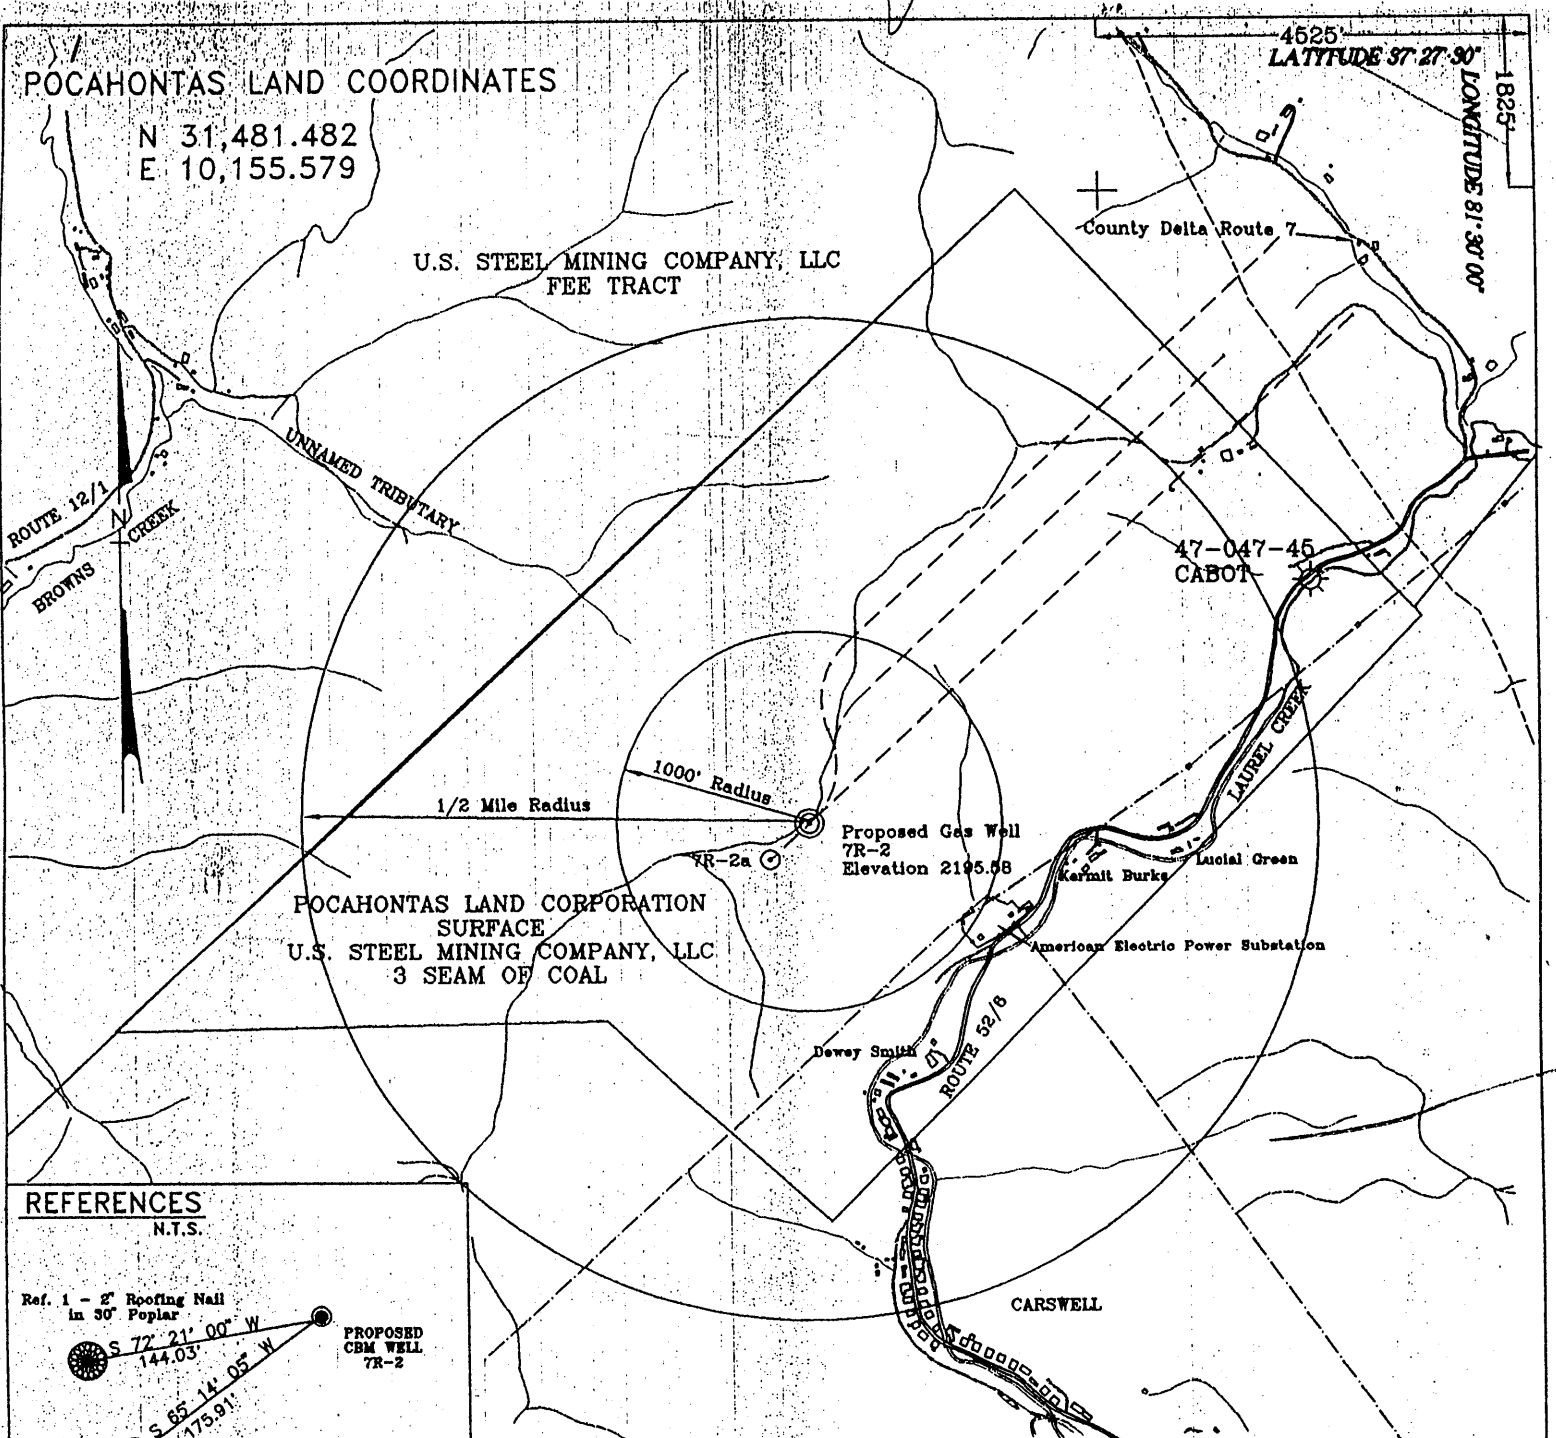 4525'
LATITUDE 37° 27' 30"
LONGITUDE 81° 30' 00"
1825'
POCAHONTAS LAND COORDINATES
N 31,481.482
E 10,155.579
County Delta Route 7
U.S. STEEL MINING COMPANY, LLC
FEE TRACT
UNNAMED TRIBUTARY
ROUTE 12/1
N
BROWNS CREEK
47-047-45
CABOT
LAUREL CREEK
1000' Radius
1/2 Mile Radius
Proposed Gas Well
7R-2
Elevation 2195.58
7R-2a
Lucial Green
Kermit Burks
POCAHONTAS LAND CORPORATION
SURFACE
U.S. STEEL MINING COMPANY, LLC
3 SEAM OF COAL
American Electric Power Substation
ROUTE 52/6
Dewey Smith
CARSWELL
REFERENCES
N.T.S.
Ref. 1 - 2" Roofing Nail
in 30" Poplar
S 72° 21' 00" W
144.03'
PROPOSED
CBM WELL
7R-2
S 65° 14' 05" W
175.91'